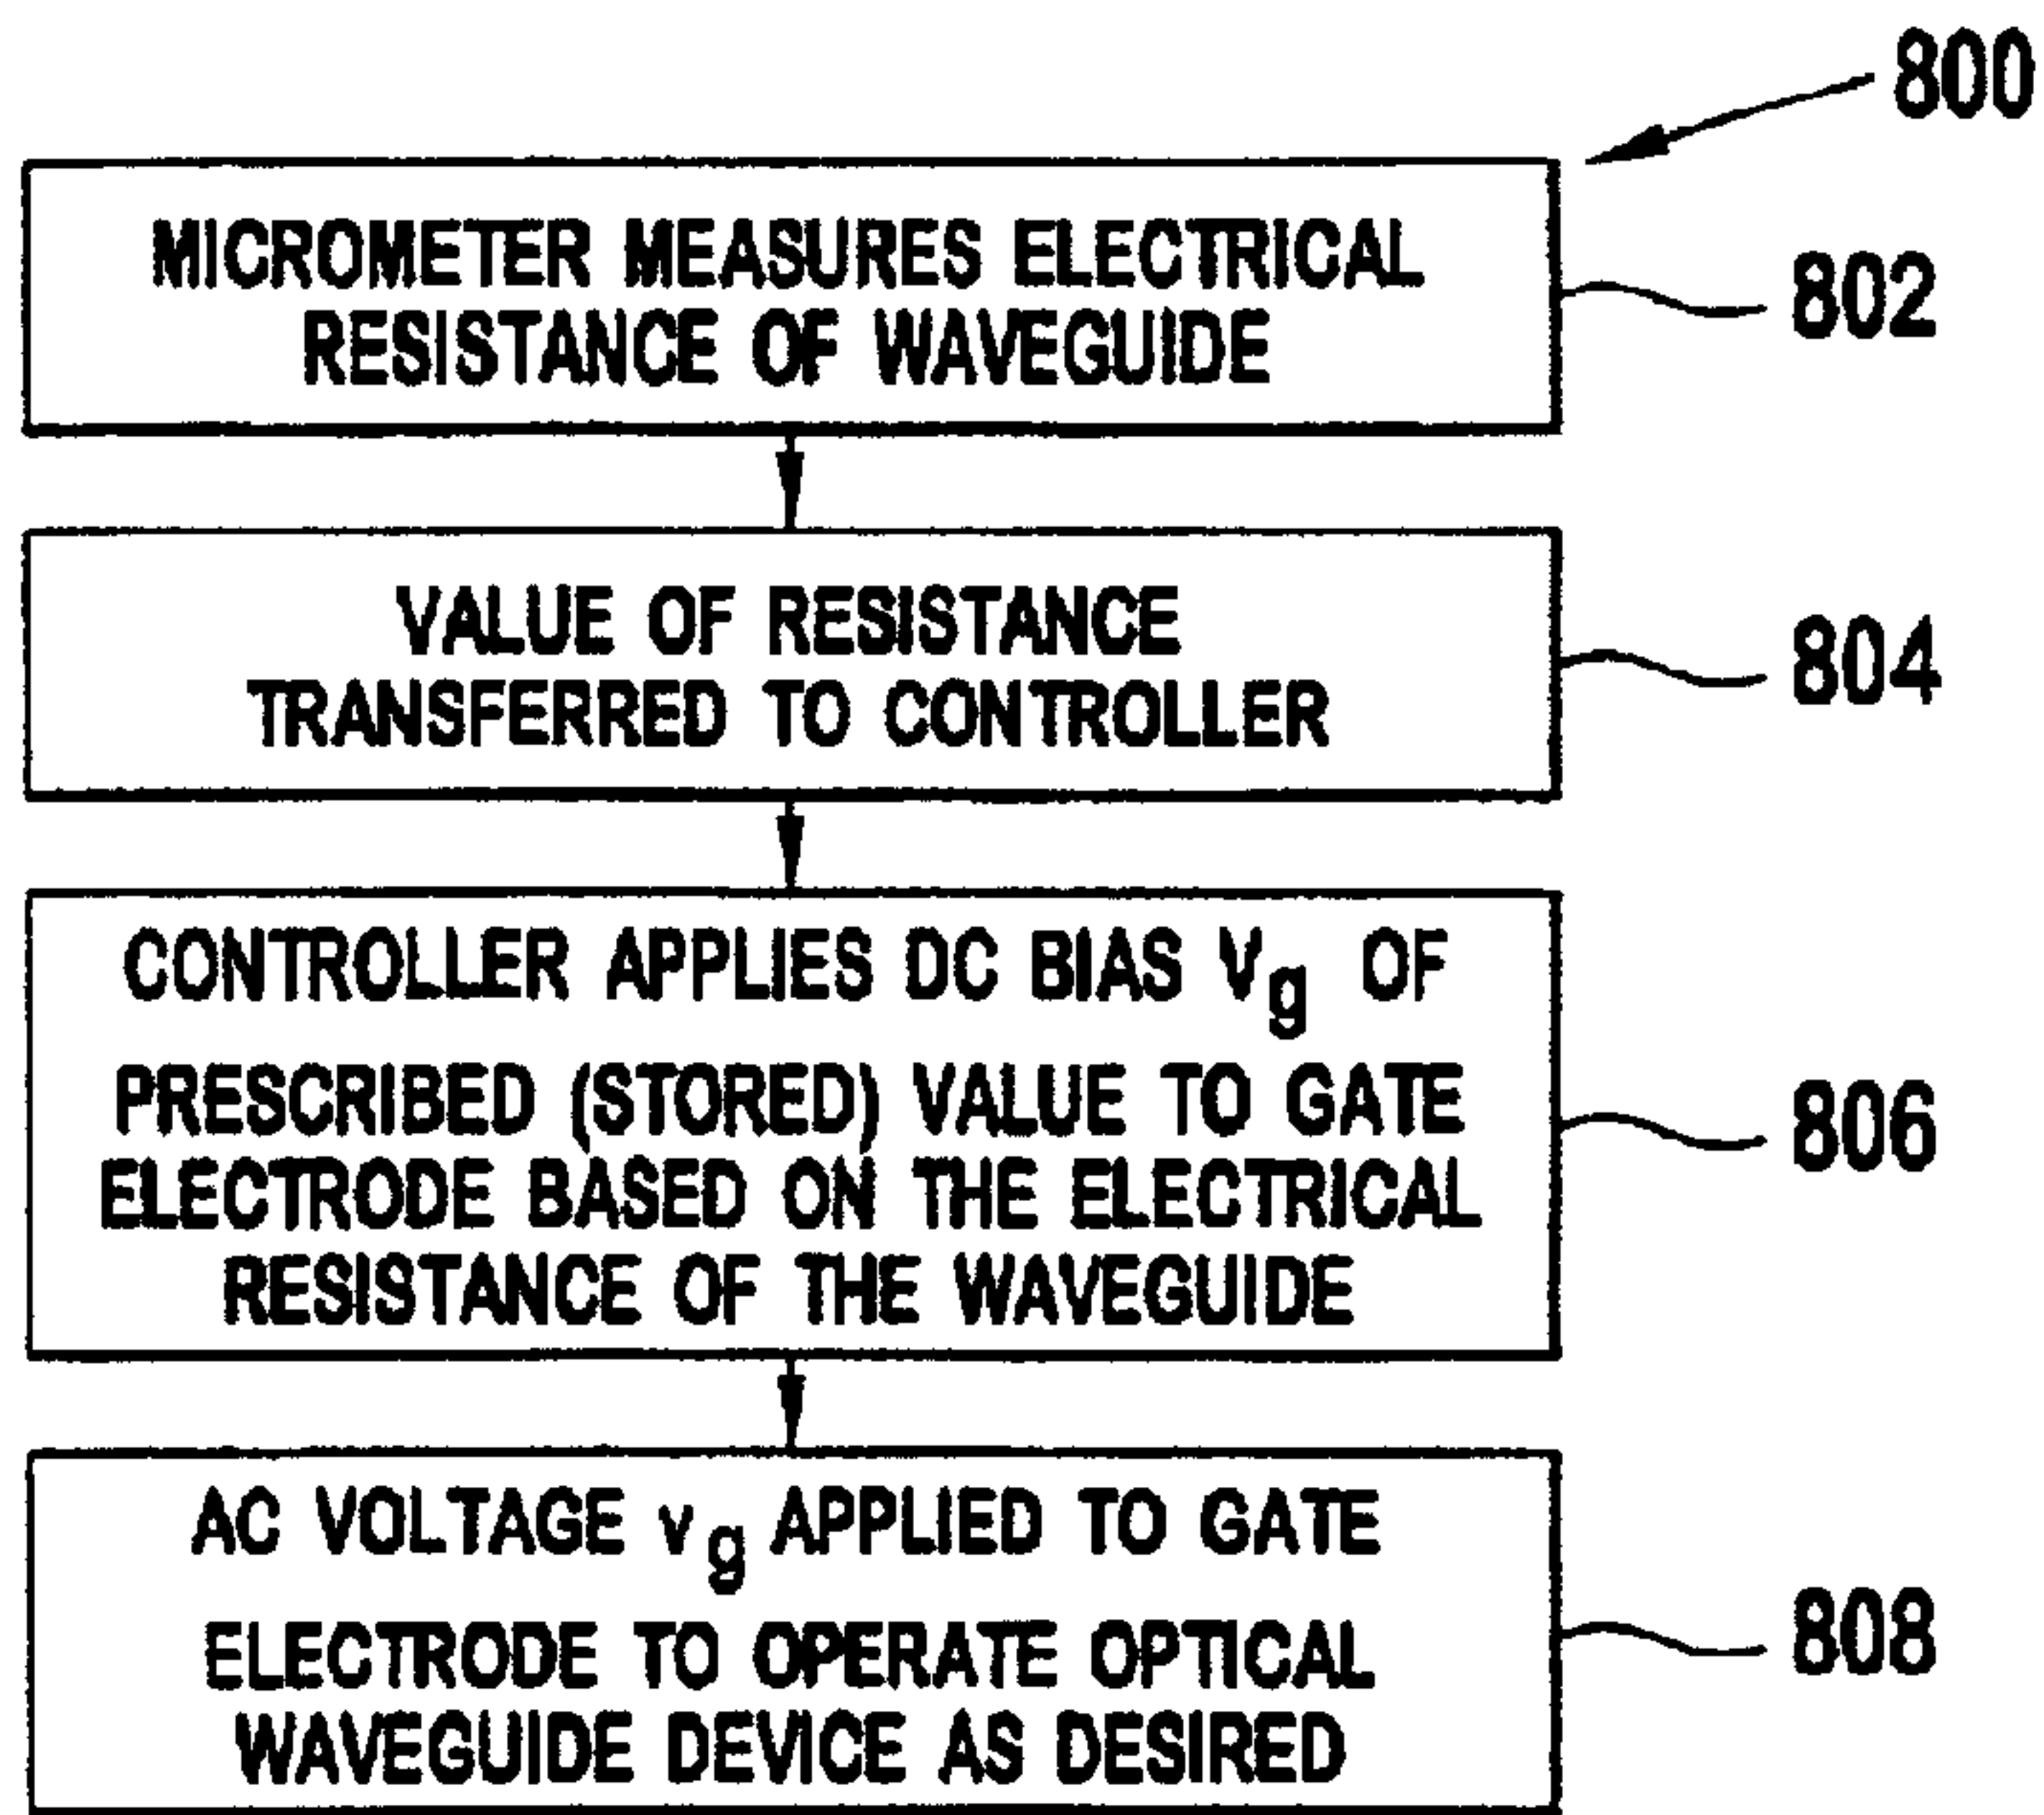 800
MICROMETER MEASURES ELECTRICAL
RESISTANCE OF WAVEGUIDE
802
VALUE OF RESISTANCE
TRANSFERRED TO CONTROLLER
804
CONTROLLER APPLIES DC BIAS Vg OF
PRESCRIBED (STORED) VALUE TO GATE
ELECTRODE BASED ON THE ELECTRICAL
RESISTANCE OF THE WAVEGUIDE
806
AC VOLTAGE vg APPLIED TO GATE
ELECTRODE TO OPERATE OPTICAL
WAVEGUIDE DEVICE AS DESIRED
808